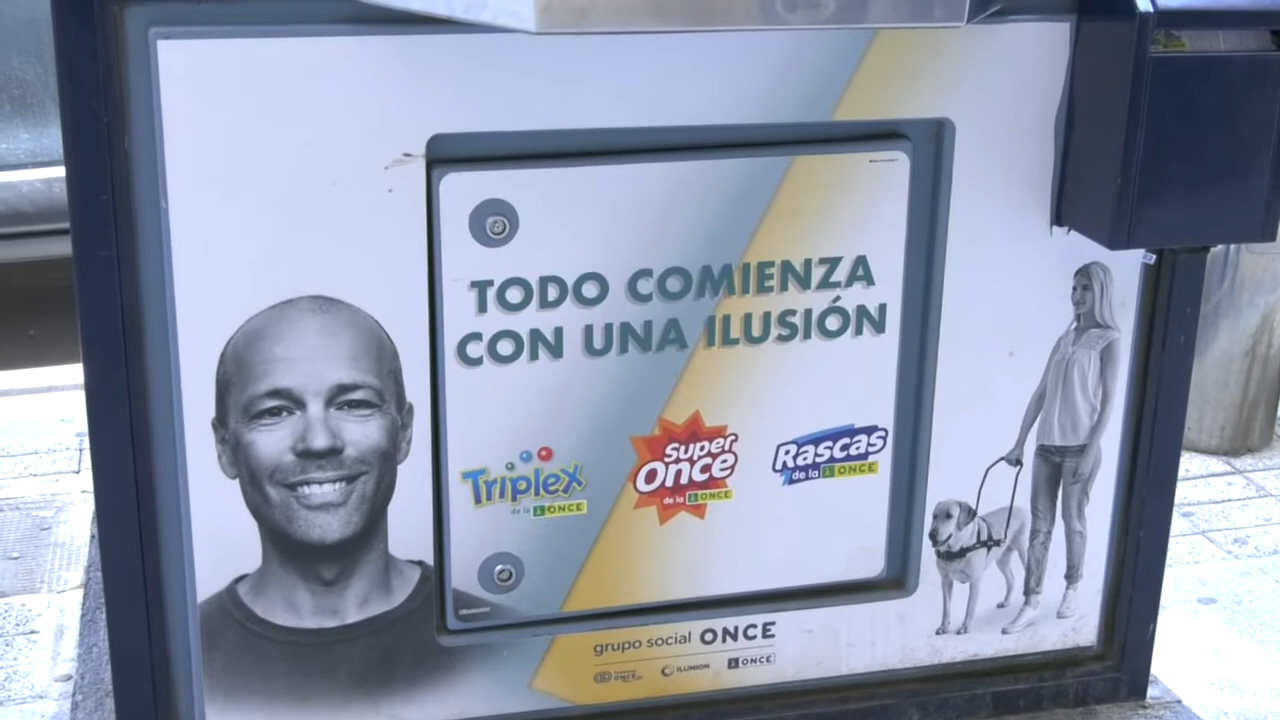 TODO COMIENZA
CON UNA ILUSIÓN
Triplex
de la ONCE
Super
Once
de la ONCE
Rascas
de la ONCE
grupo social ONCE
ONCE
ILUNION
ONCE